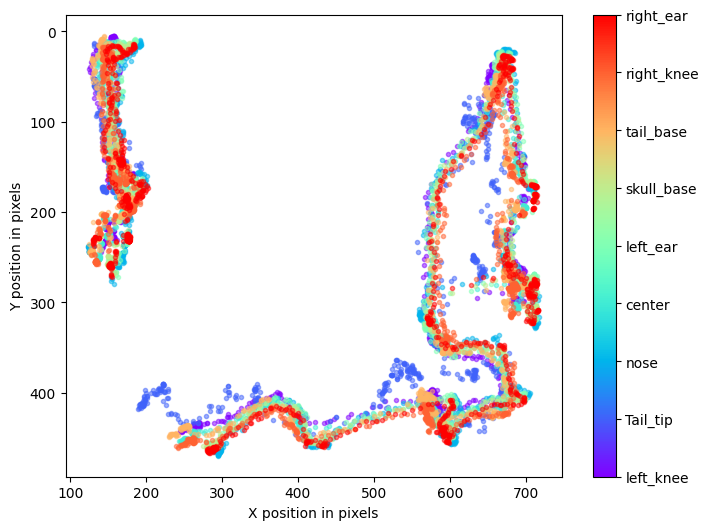 0
100
200
300
400
Y position in pixels
100 200 300 400 500 600 700
X position in pixels
right_ear
right_knee
tail_base
skull_base
left_ear
center
nose
Tail_tip
left_knee